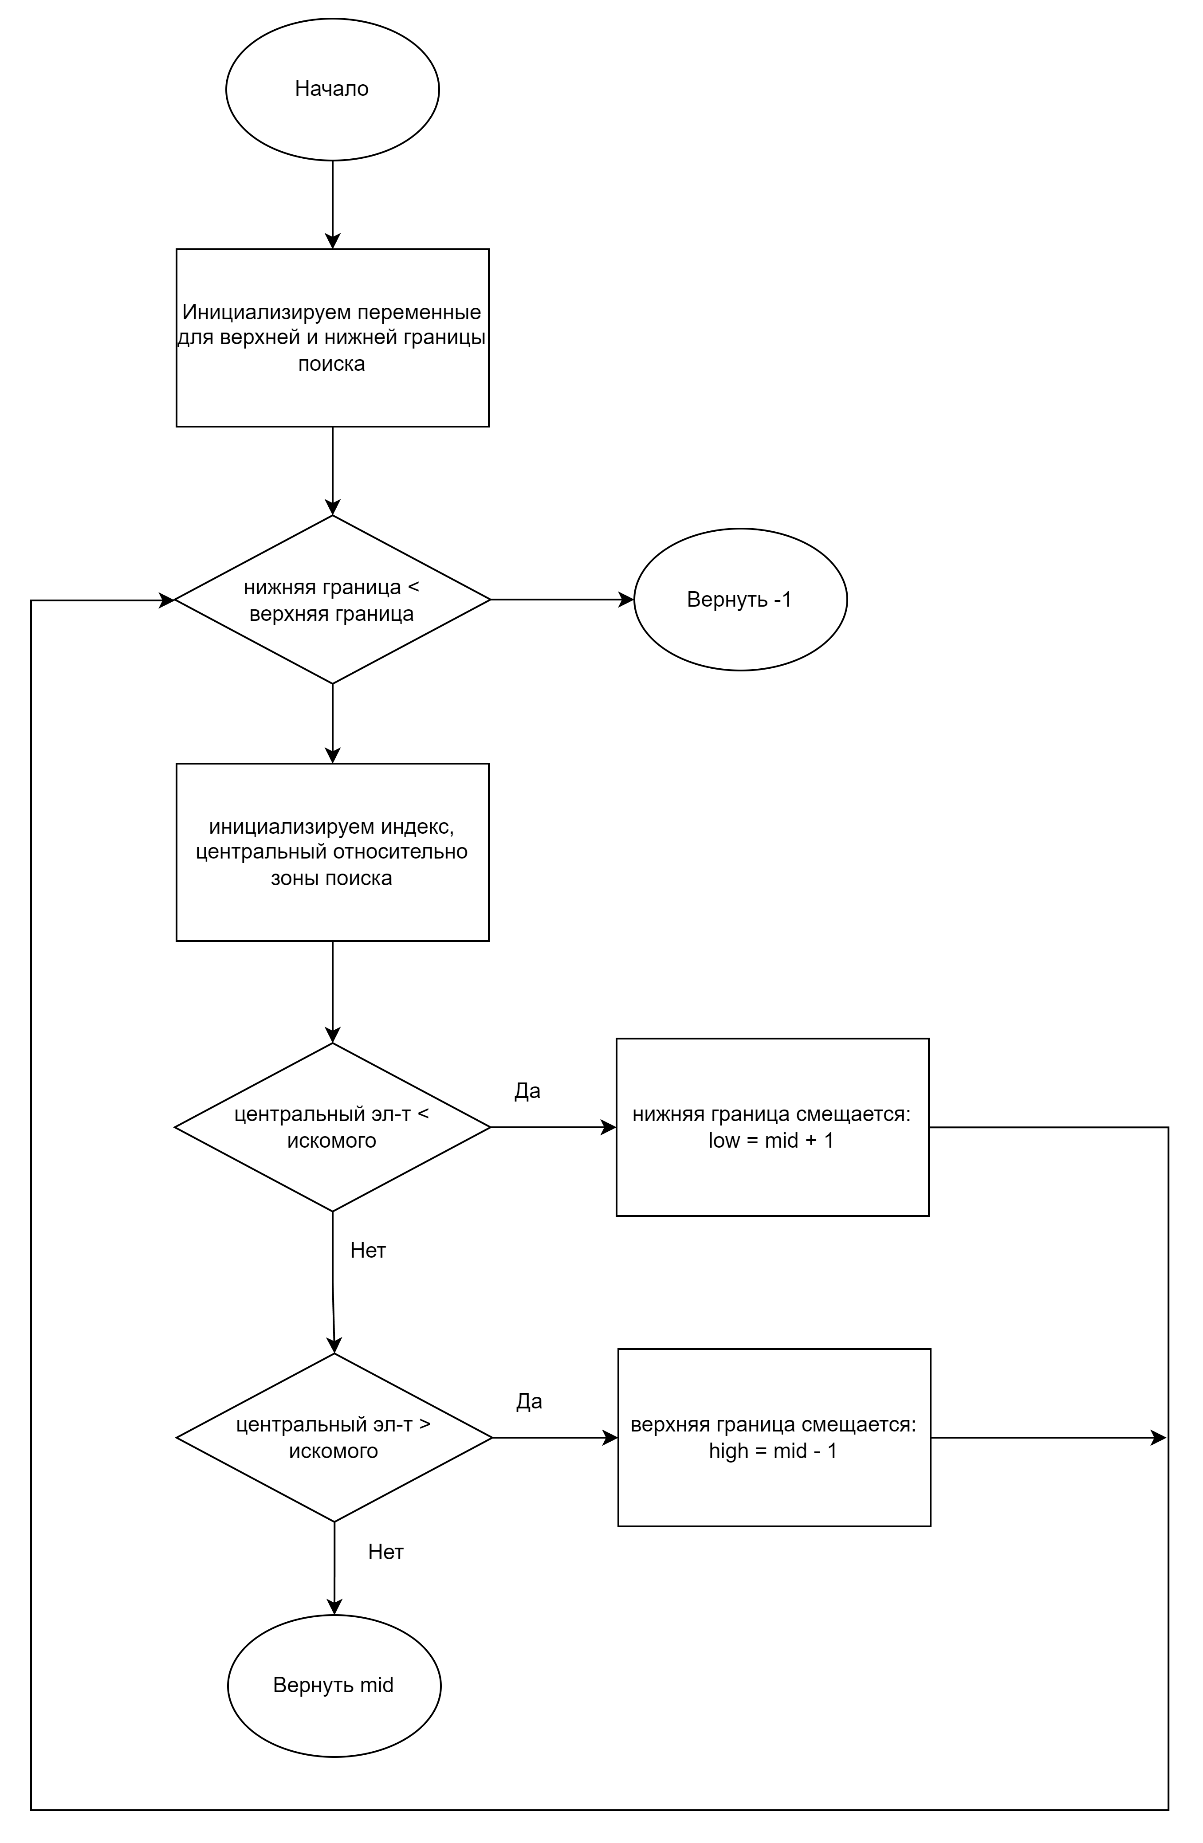 Начало
Инициализируем переменные
для верхней и нижней границы
поиска
нижняя граница <
верхняя граница
Вернуть -1
инициализируем индекс,
центральный относительно
зоны поиска
центральный эл-т <
искомого
Да
нижняя граница смещается:
low = mid + 1
Нет
центральный эл-т >
искомого
Да
верхняя граница смещается:
high = mid - 1
Нет
Вернуть mid